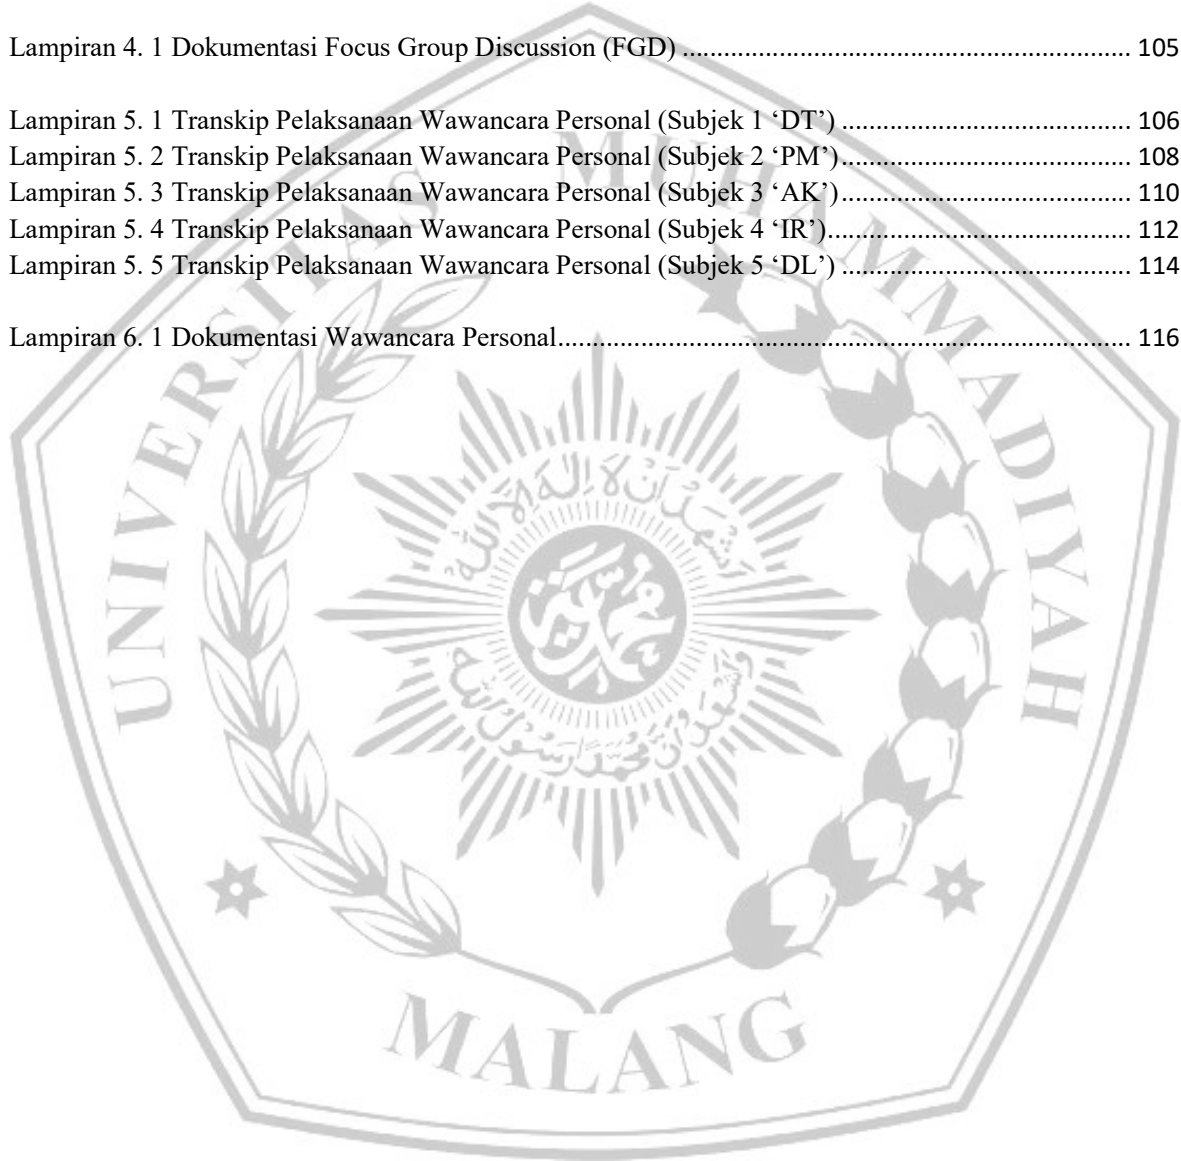 Lampiran 4. 1 Dokumentasi Focus Group Discussion (FGD) ................................................................ 105
Lampiran 5. 1 Transkip Pelaksanaan Wawancara Personal (Subjek 1 ‘DT’) .......................................... 106
Lampiran 5. 2 Transkip Pelaksanaan Wawancara Personal (Subjek 2 ‘PM’).......................................... 108
Lampiran 5. 3 Transkip Pelaksanaan Wawancara Personal (Subjek 3 ‘AK’).......................................... 110
Lampiran 5. 4 Transkip Pelaksanaan Wawancara Personal (Subjek 4 ‘IR’)............................................ 112
Lampiran 5. 5 Transkip Pelaksanaan Wawancara Personal (Subjek 5 ‘DL’) .......................................... 114
Lampiran 6. 1 Dokumentasi Wawancara Personal................................................................................... 116
UNIVERSITAS MUHAMMADIYAH
MALANG